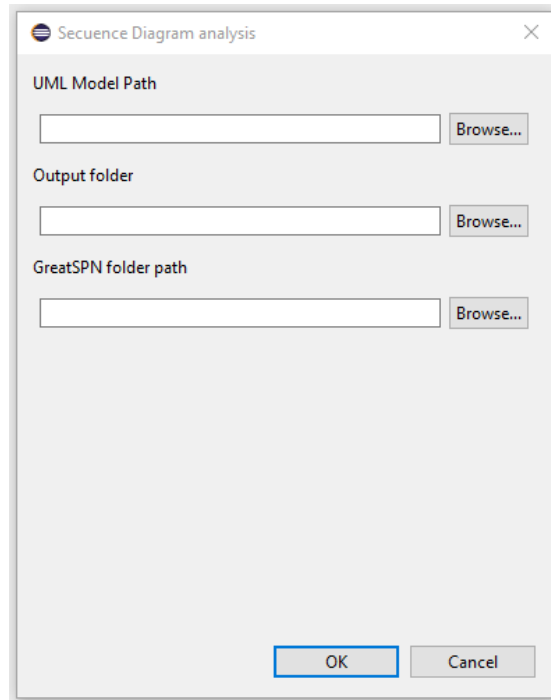 Secuence Diagram analysis
UML Model Path
Browse...
Output folder
Browse...
GreatSPN folder path
Browse...
OK Cancel